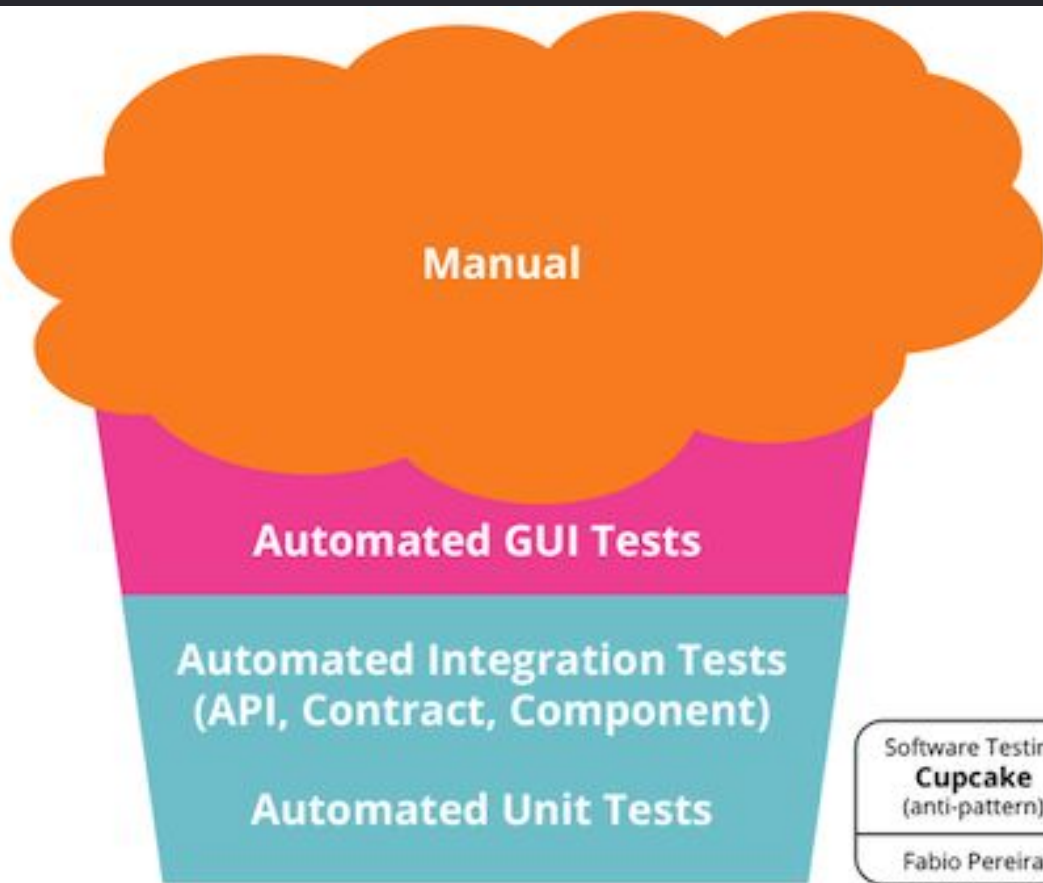 Manual
Automated GUI Tests
Automated Integration Tests
(API, Contract, Component)
Automated Unit Tests
Software Testin
Cupcake
(anti-pattern)
Fabio Pereira